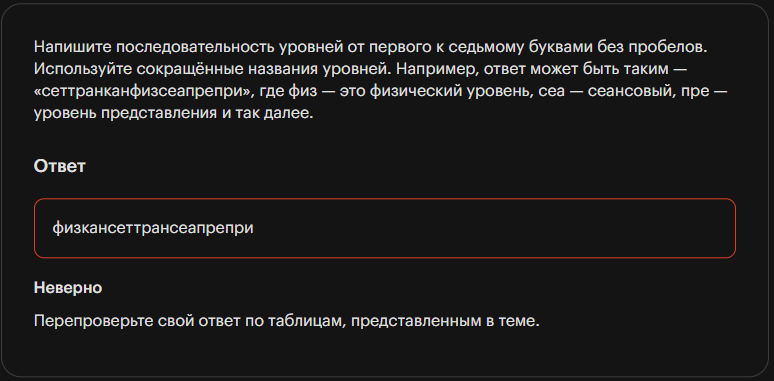 Напишите последовательность уровней от первого к седьмому буквами без пробелов.
Используйте сокращённые названия уровней. Например, ответ может быть таким —
«сеттранканфизсеапрепри», где физ — это физический уровень, сеа — сеансовый, пре —
уровень представления и так далее.
Ответ
физкансеттрансеапрепри
Неверно
Перепроверьте свой ответ по таблицам, представленным в теме.